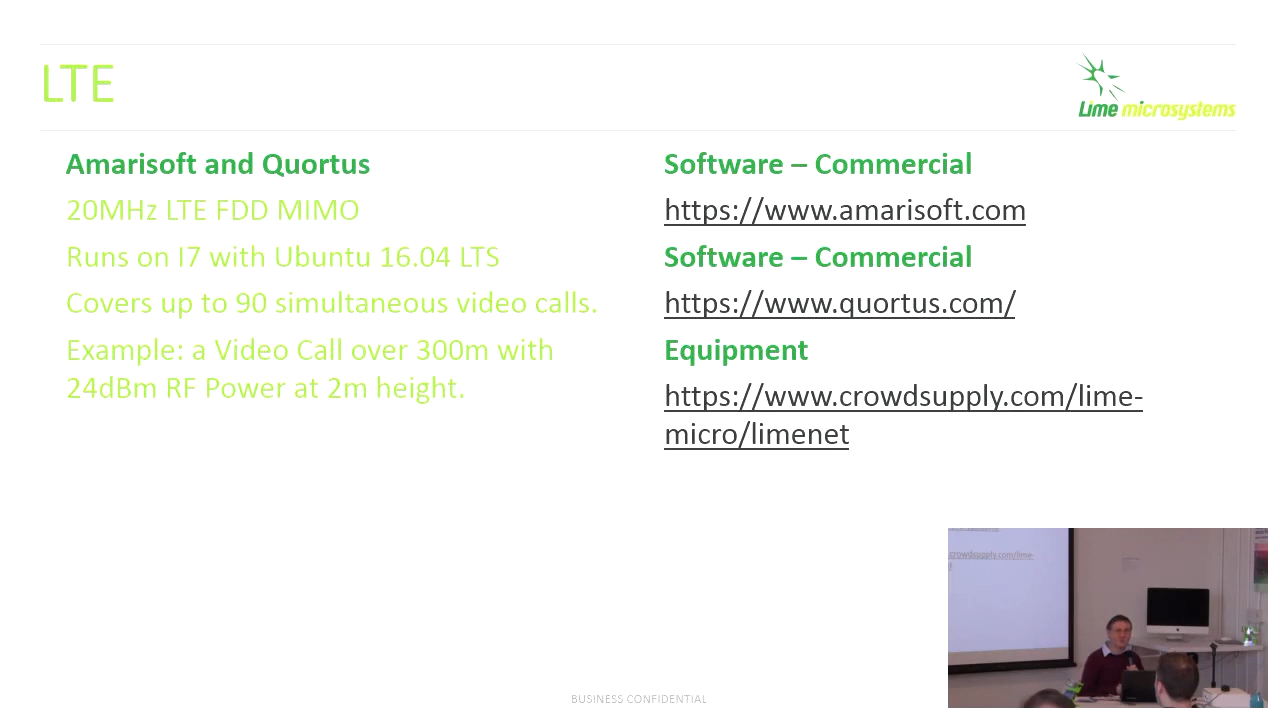 LTE
Lime microsystems
Amarisoft and Quortus
20MHz LTE FDD MIMO
Runs on I7 with Ubuntu 16.04 LTS
Covers up to 90 simultaneous video calls.
Example: a Video Call over 300m with
24dBm RF Power at 2m height.
Software – Commercial
https://www.amarisoft.com
Software – Commercial
https://www.quortus.com/
Equipment
https://www.crowdsupply.com/lime-
micro/limenet
crowdsupply.com/lime-
BUSINESS CONFIDENTIAL